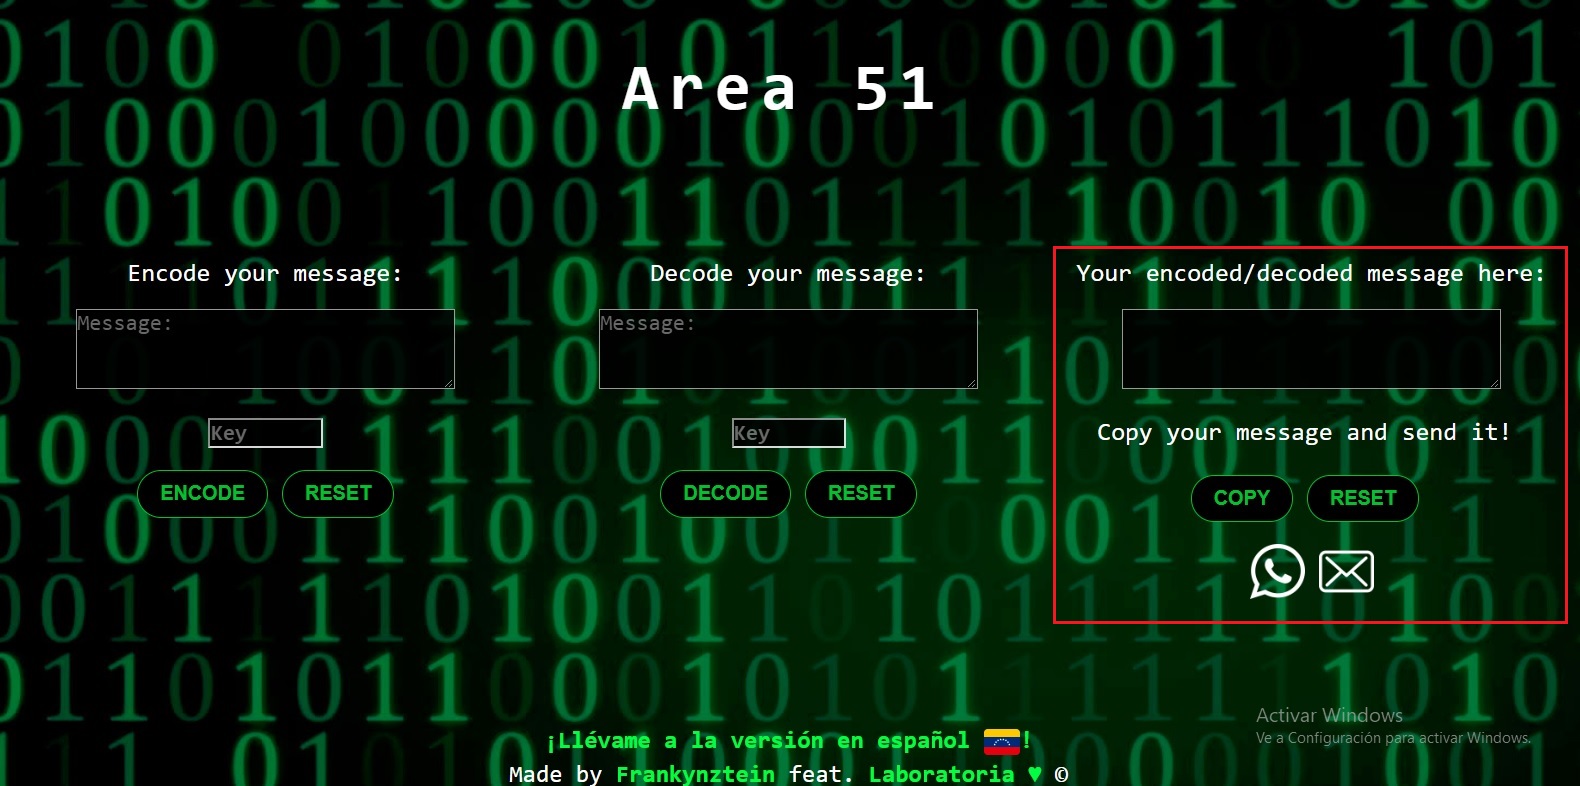 Area 51
Encode your message:
Message:
Key
ENCODE RESET
Decode your message:
Message:
Key
DECODE RESET
Your encoded/decoded message here:
Copy your message and send it!
COPY RESET
¡Llévame a la versión en español !
Made by Frankynztein feat. Laboratoria ♥ ©
Activar Windows
Ve a Configuración para activar Windows.